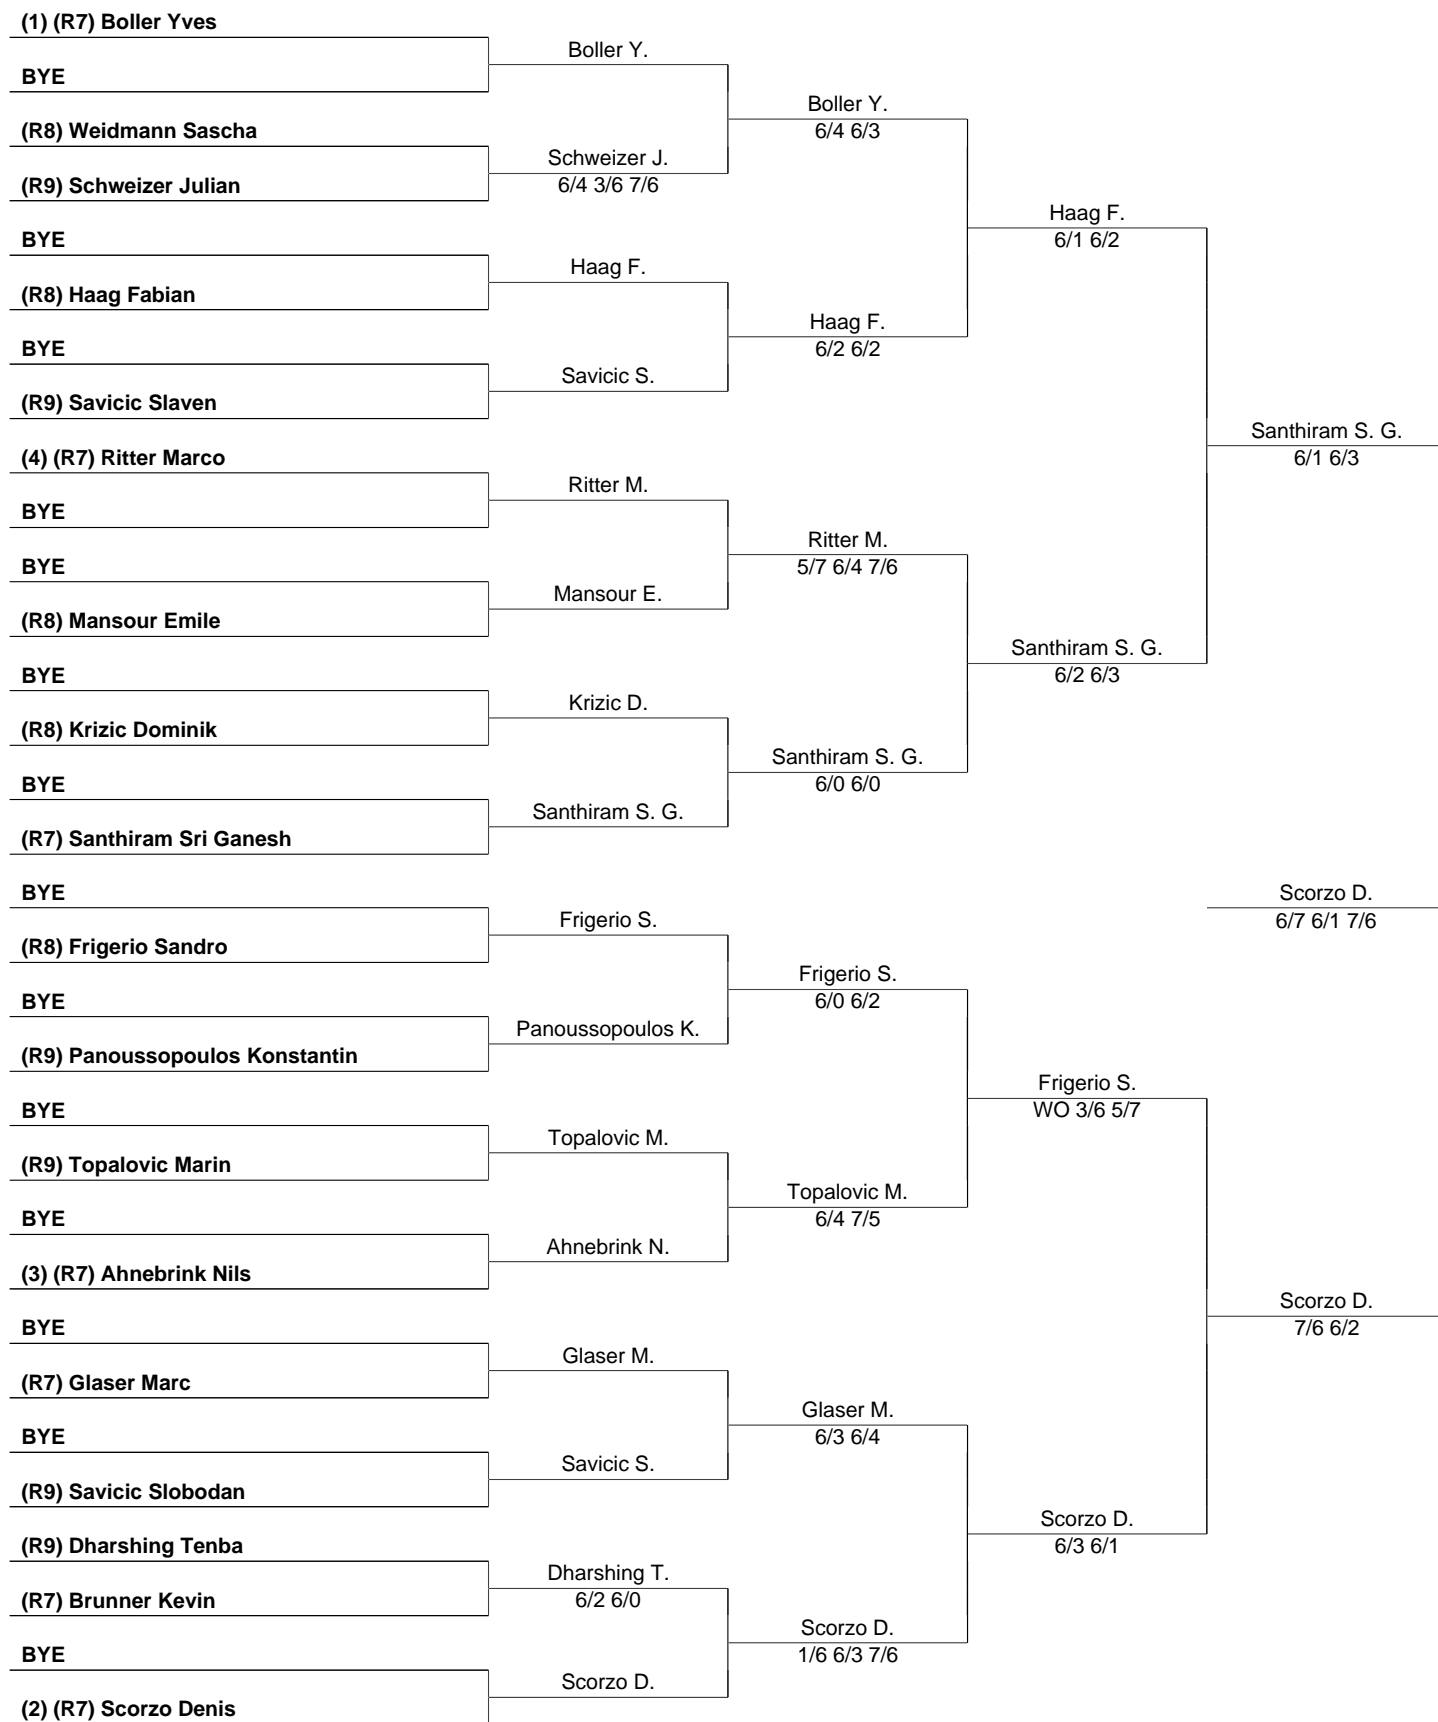 (1) (R7) Boller Yves
BYE
(R8) Weidmann Sascha
(R9) Schweizer Julian
BYE
(R8) Haag Fabian
BYE
(R9) Savicic Slaven
(4) (R7) Ritter Marco
BYE
BYE
(R8) Mansour Emile
BYE
(R8) Krizic Dominik
BYE
(R7) Santhiram Sri Ganesh
BYE
(R8) Frigerio Sandro
BYE
(R9) Panoussopoulos Konstantin
BYE
(R9) Topalovic Marin
BYE
(3) (R7) Ahnebrink Nils
BYE
(R7) Glaser Marc
BYE
(R9) Savicic Slobodan
(R9) Dharshing Tenba
(R7) Brunner Kevin
BYE
(2) (R7) Scorzo Denis
Boller Y.
Schweizer J.
6/4 3/6 7/6
Haag F.
Savicic S.
Ritter M.
Mansour E.
Krizic D.
Santhiram S. G.
Frigerio S.
Panoussopoulos K.
Topalovic M.
Ahnebrink N.
Glaser M.
Savicic S.
Dharshing T.
6/2 6/0
Scorzo D.
Boller Y.
6/4 6/3
Haag F.
6/2 6/2
Ritter M.
5/7 6/4 7/6
Santhiram S. G.
6/0 6/0
Frigerio S.
6/0 6/2
Topalovic M.
6/4 7/5
Glaser M.
6/3 6/4
Scorzo D.
1/6 6/3 7/6
Haag F.
6/1 6/2
Santhiram S. G.
6/2 6/3
Frigerio S.
WO 3/6 5/7
Scorzo D.
6/3 6/1
Santhiram S. G.
6/1 6/3
Scorzo D.
6/7 6/1 7/6
Scorzo D.
7/6 6/2